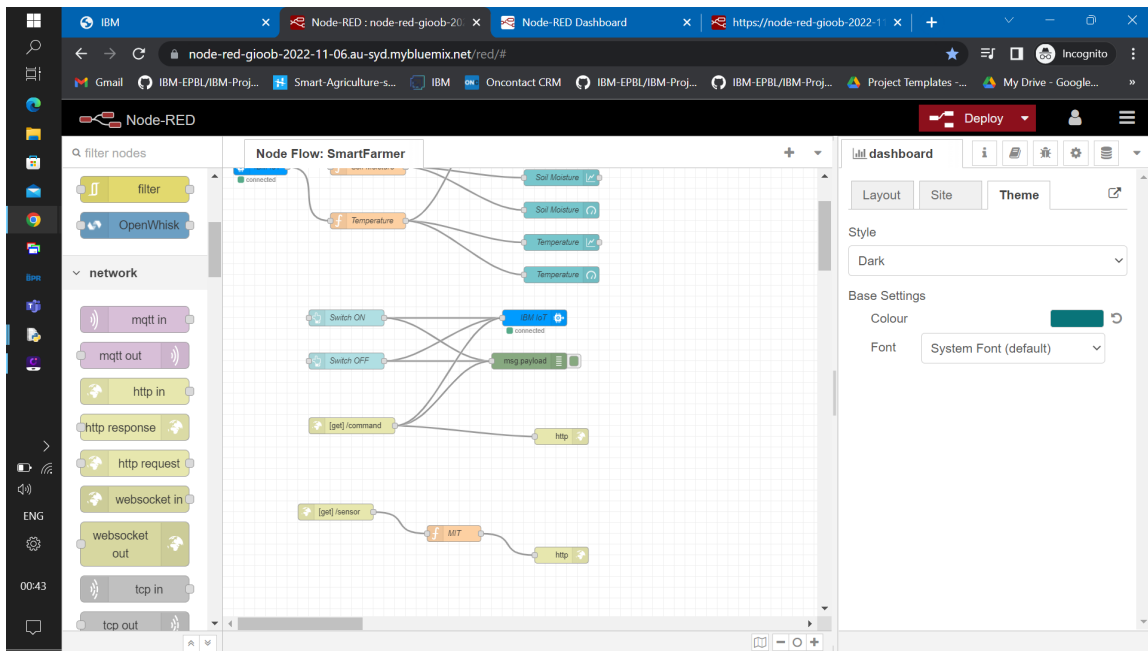 IBM
Node-RED : node-red-gioob-20
Node-RED Dashboard
https://node-red-gioob-2022-11
node-red-gioob-2022-11-06.au-syd.mybluemix.net/red/#
Incognito
Gmail
IBM-EPBL/IBM-Proj...
Smart-Agriculture-s...
IBM
Oncontact CRM
IBM-EPBL/IBM-Proj...
IBM-EPBL/IBM-Proj...
Project Templates -...
My Drive - Google...
»
Node-RED
Deploy
filter nodes
filter
OpenWhisk
network
mqtt in
mqtt out
http in
http response
http request
websocket in
websocket
out
tcp in
tcp out
Node Flow: SmartFarmer
connected
Soil Moisture
Soil Moisture
Temperature
Temperature
Temperature
Switch ON
IBM IoT
connected
Switch OFF
msg.payload
[get] /command
http
[get] /sensor
MIT
http
dashboard
Layout
Site
Theme
Style
Dark
Base Settings
Colour
Font
System Font (default)
ENG
00:43